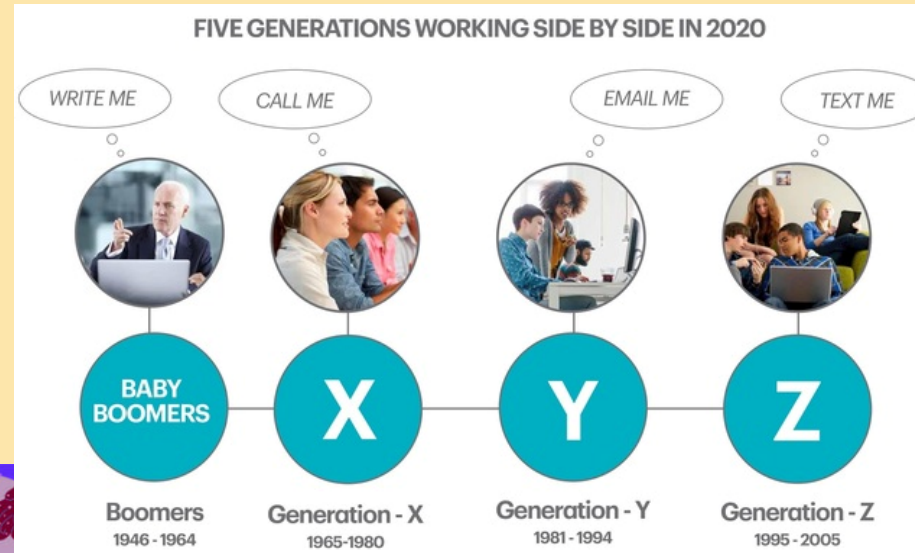 FIVE GENERATIONS WORKING SIDE BY SIDE IN 2020
WRITE ME
CALL ME
EMAIL ME
TEXT ME
BABY
BOOMERS
X
Y
Z
Boomers
1946 - 1964
Generation - X
1965-1980
Generation - Y
1981 - 1994
Generation - Z
1995 - 2005